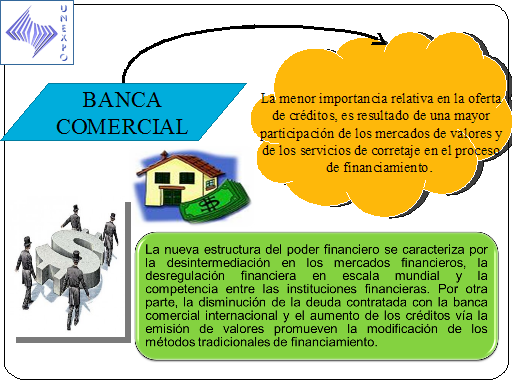 UNEXPO
BANCA
COMERCIAL
La menor importancia relativa en la oferta
de créditos, es resultado de una mayor
participación de los mercados de valores y
de los servicios de corretaje en el proceso
de financiamiento.
La nueva estructura del poder financiero se caracteriza por
la desintermediación en los mercados financieros, la
desregulación financiera en escala mundial y la
competencia entre las instituciones financieras. Por otra
parte, la disminución de la deuda contratada con la banca
comercial internacional y el aumento de los créditos vía la
emisión de valores promueven la modificación de los
métodos tradicionales de financiamiento.